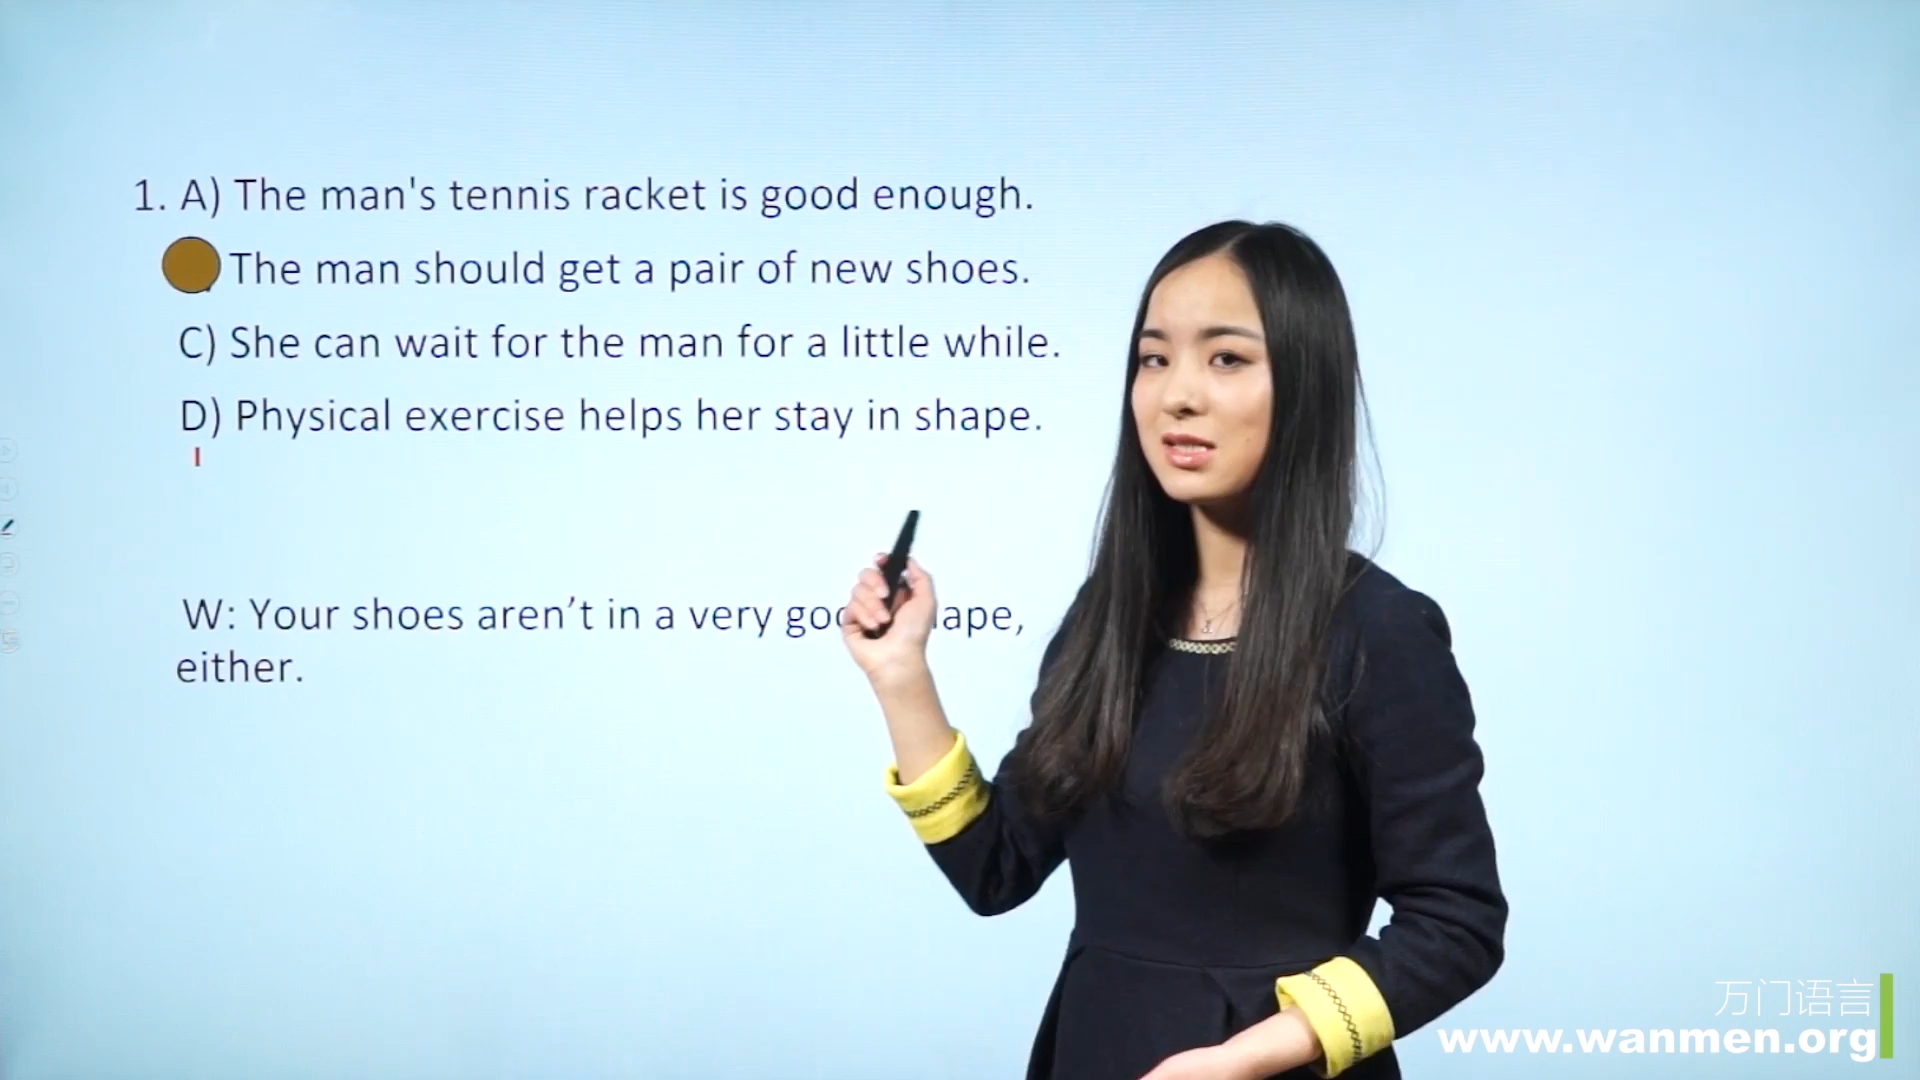 1. A) The man's tennis racket is good enough.
The man should get a pair of new shoes.
C) She can wait for the man for a little while.
D) Physical exercise helps her stay in shape.
W: Your shoes aren’t in a very
either.
万门语言
www.wanmen.org